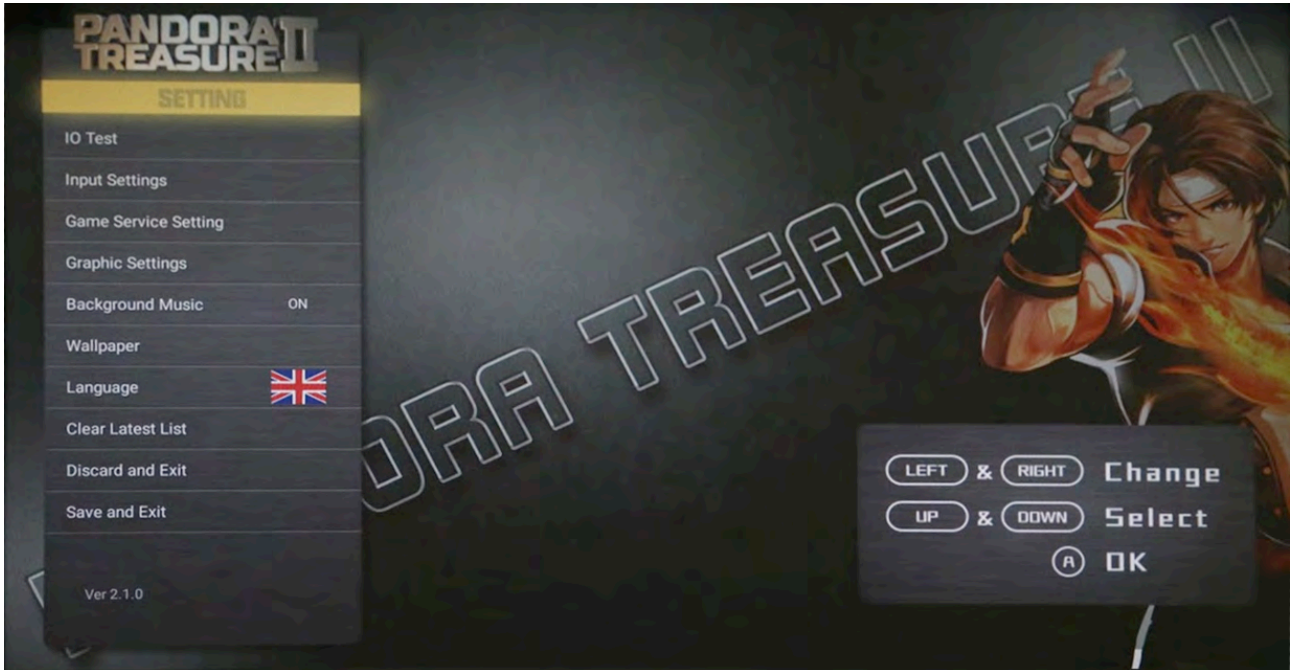 PANDORA
TREASURE II
SETTING
IO Test
Input Settings
Game Service Setting
Graphic Settings
Background Music ON
Wallpaper
Language
Clear Latest List
Discard and Exit
Save and Exit
Ver 2.1.0
PANDORA TREASURE II
LEFT & RIGHT Change
UP & DOWN Select
A OK